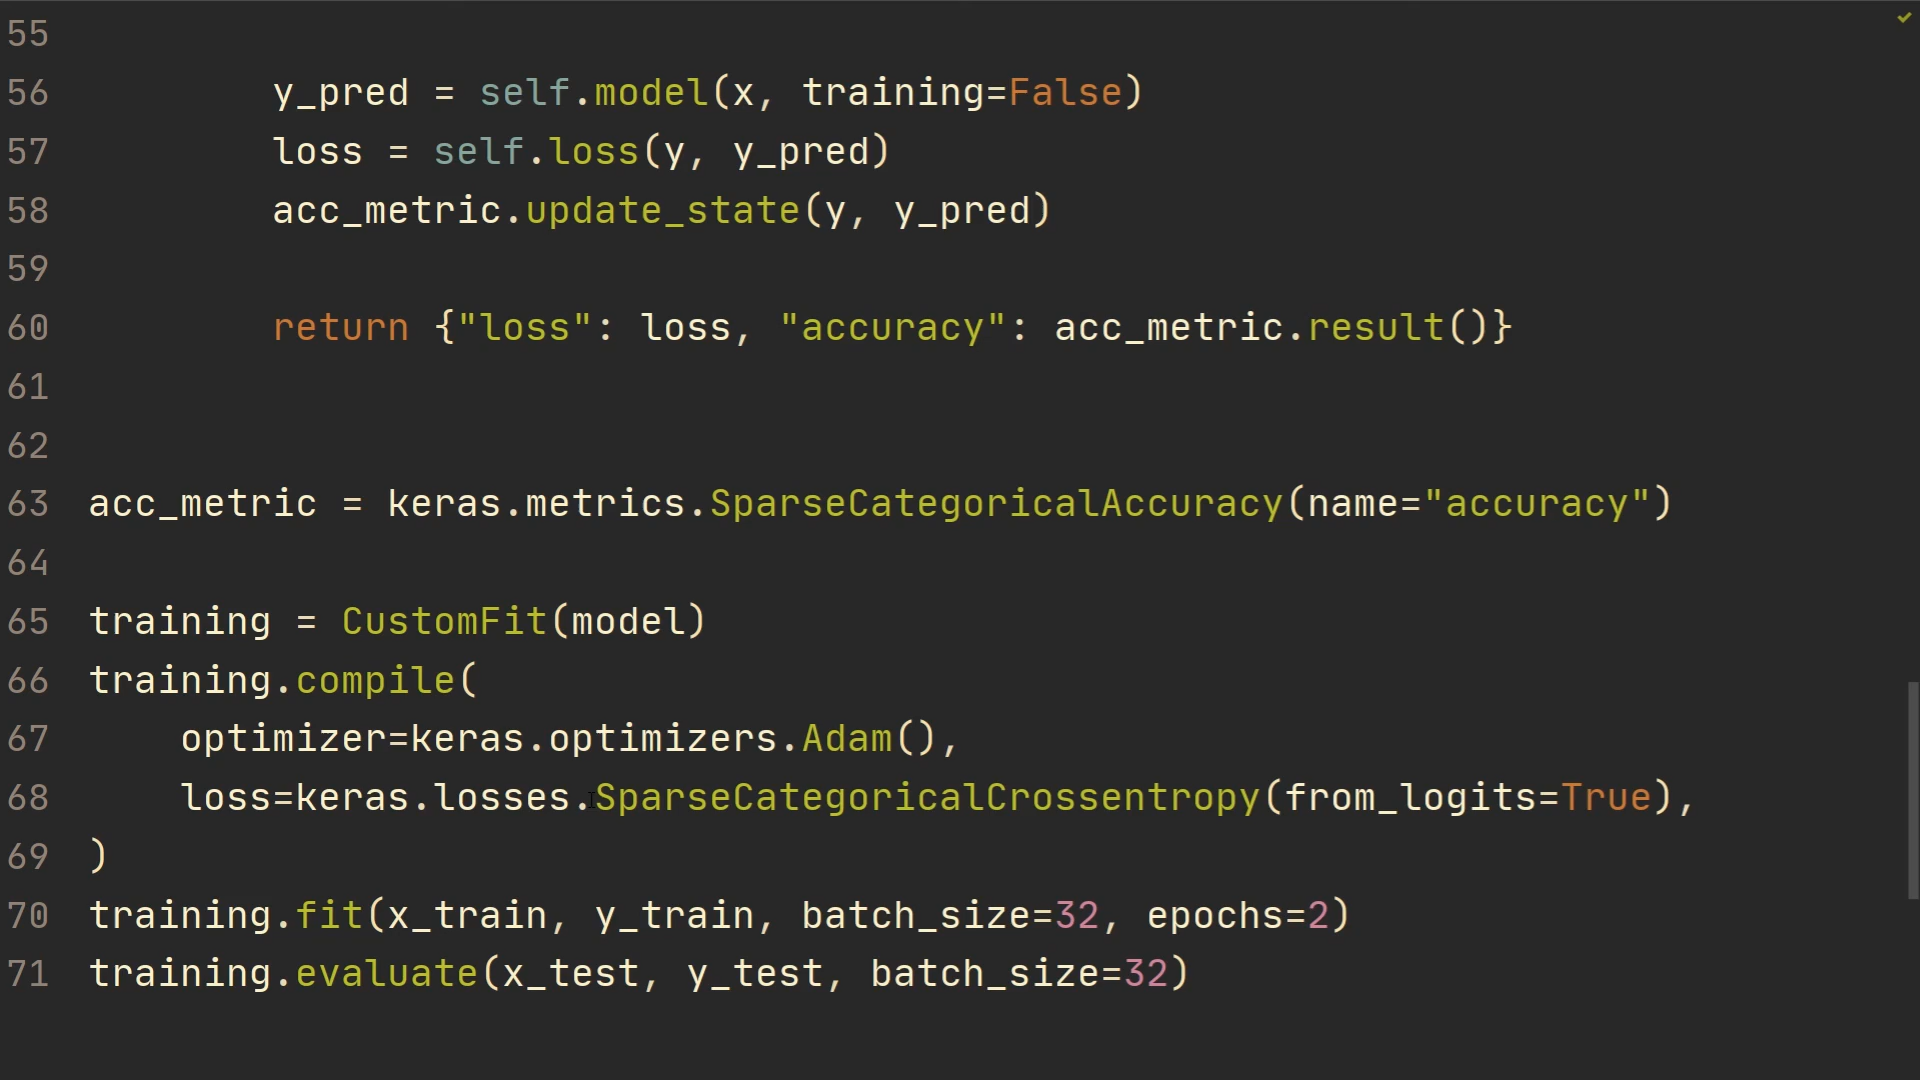 55
56 y_pred = self.model(x, training=False)
57 loss = self.loss(y, y_pred)
58 acc_metric.update_state(y, y_pred)
59
60 return {"loss": loss, "accuracy": acc_metric.result()}
61
62
63 acc_metric = keras.metrics.SparseCategoricalAccuracy(name="accuracy")
64
65 training = CustomFit(model)
66 training.compile(
67 optimizer=keras.optimizers.Adam(),
68 loss=keras.losses.SparseCategoricalCrossentropy(from_logits=True),
69 )
70 training.fit(x_train, y_train, batch_size=32, epochs=2)
71 training.evaluate(x_test, y_test, batch_size=32)